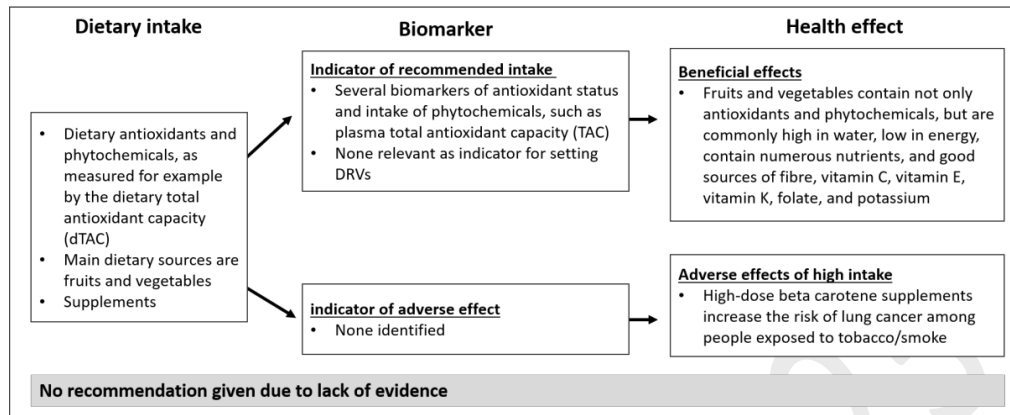 Dietary intake
Biomarker
Health effect
• Dietary antioxidants and
phytochemicals, as
measured for example
by the dietary total
antioxidant capacity
(dTAC)
• Main dietary sources are
fruits and vegetables
• Supplements
Indicator of recommended intake
• Several biomarkers of antioxidant
status and intake of phytochemicals, such as
plasma total antioxidant capacity (TAC)
• None relevant as indicator for setting
DRVs
indicator of adverse effect
• None identified
Beneficial effects
• Fruits and vegetables contain not only
antioxidants and phytochemicals, but are
commonly high in water, low in energy,
contain numerous nutrients, and good
sources of fibre, vitamin C, vitamin E,
vitamin K, folate, and potassium
Adverse effects of high intake
• High-dose beta carotene supplements
increase the risk of lung cancer among
people exposed to tobacco/smoke
No recommendation given due to lack of evidence